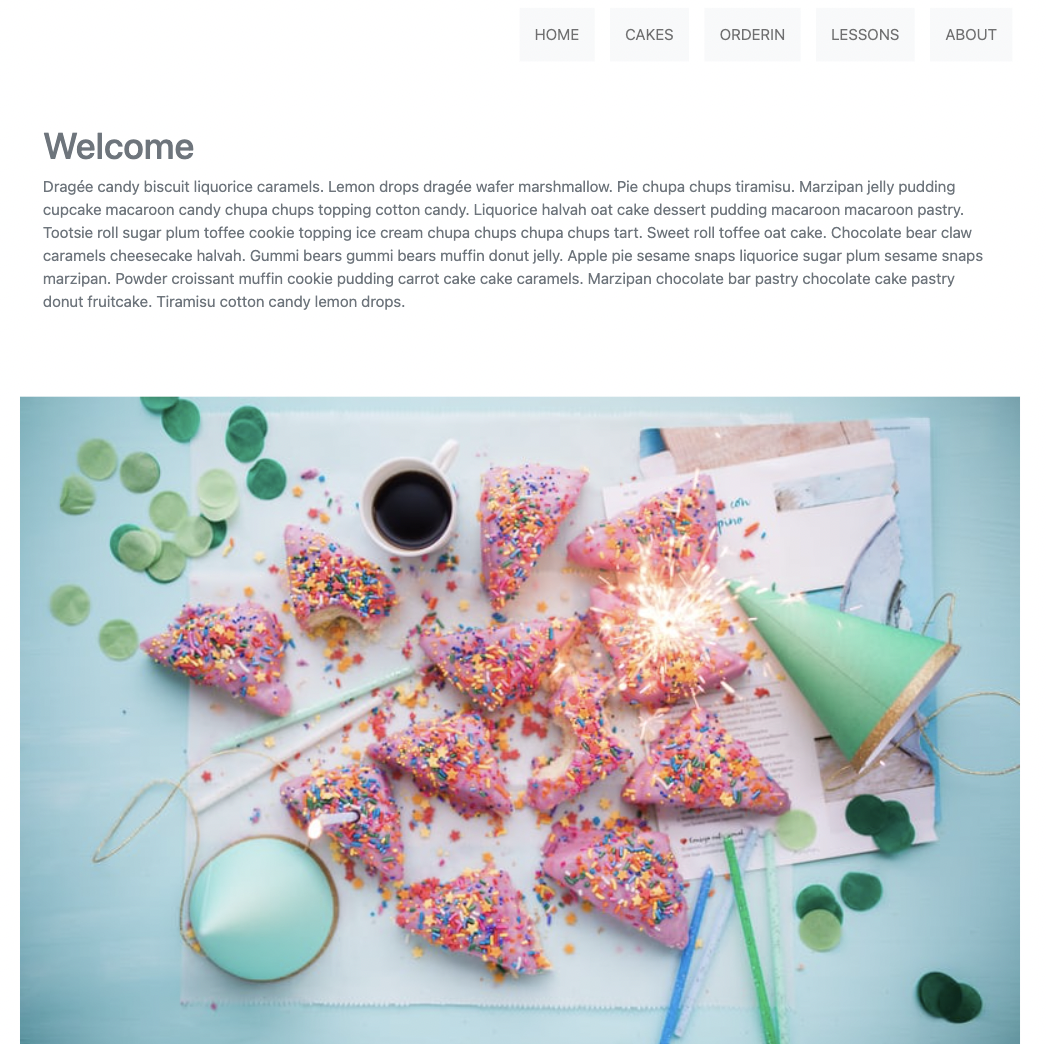 HOME CAKES ORDERIN LESSONS ABOUT
Welcome
Dragée candy biscuit liquorice caramels. Lemon drops dragée wafer marshmallow. Pie chupa chups tiramisu. Marzipan jelly pudding
cupcake macaroon candy chupa chups topping cotton candy. Liquorice halvah oat cake dessert pudding macaroon macaroon pastry.
Tootsie roll sugar plum toffee cookie topping ice cream chupa chups chupa chups tart. Sweet roll toffee oat cake. Chocolate bear claw
caramels cheesecake halvah. Gummi bears gummi bears muffin donut jelly. Apple pie sesame snaps liquorice sugar plum sesame snaps
marzipan. Powder croissant muffin cookie pudding carrot cake cake caramels. Marzipan chocolate bar pastry chocolate cake pastry
donut fruitcake. Tiramisu cotton candy lemon drops.
con